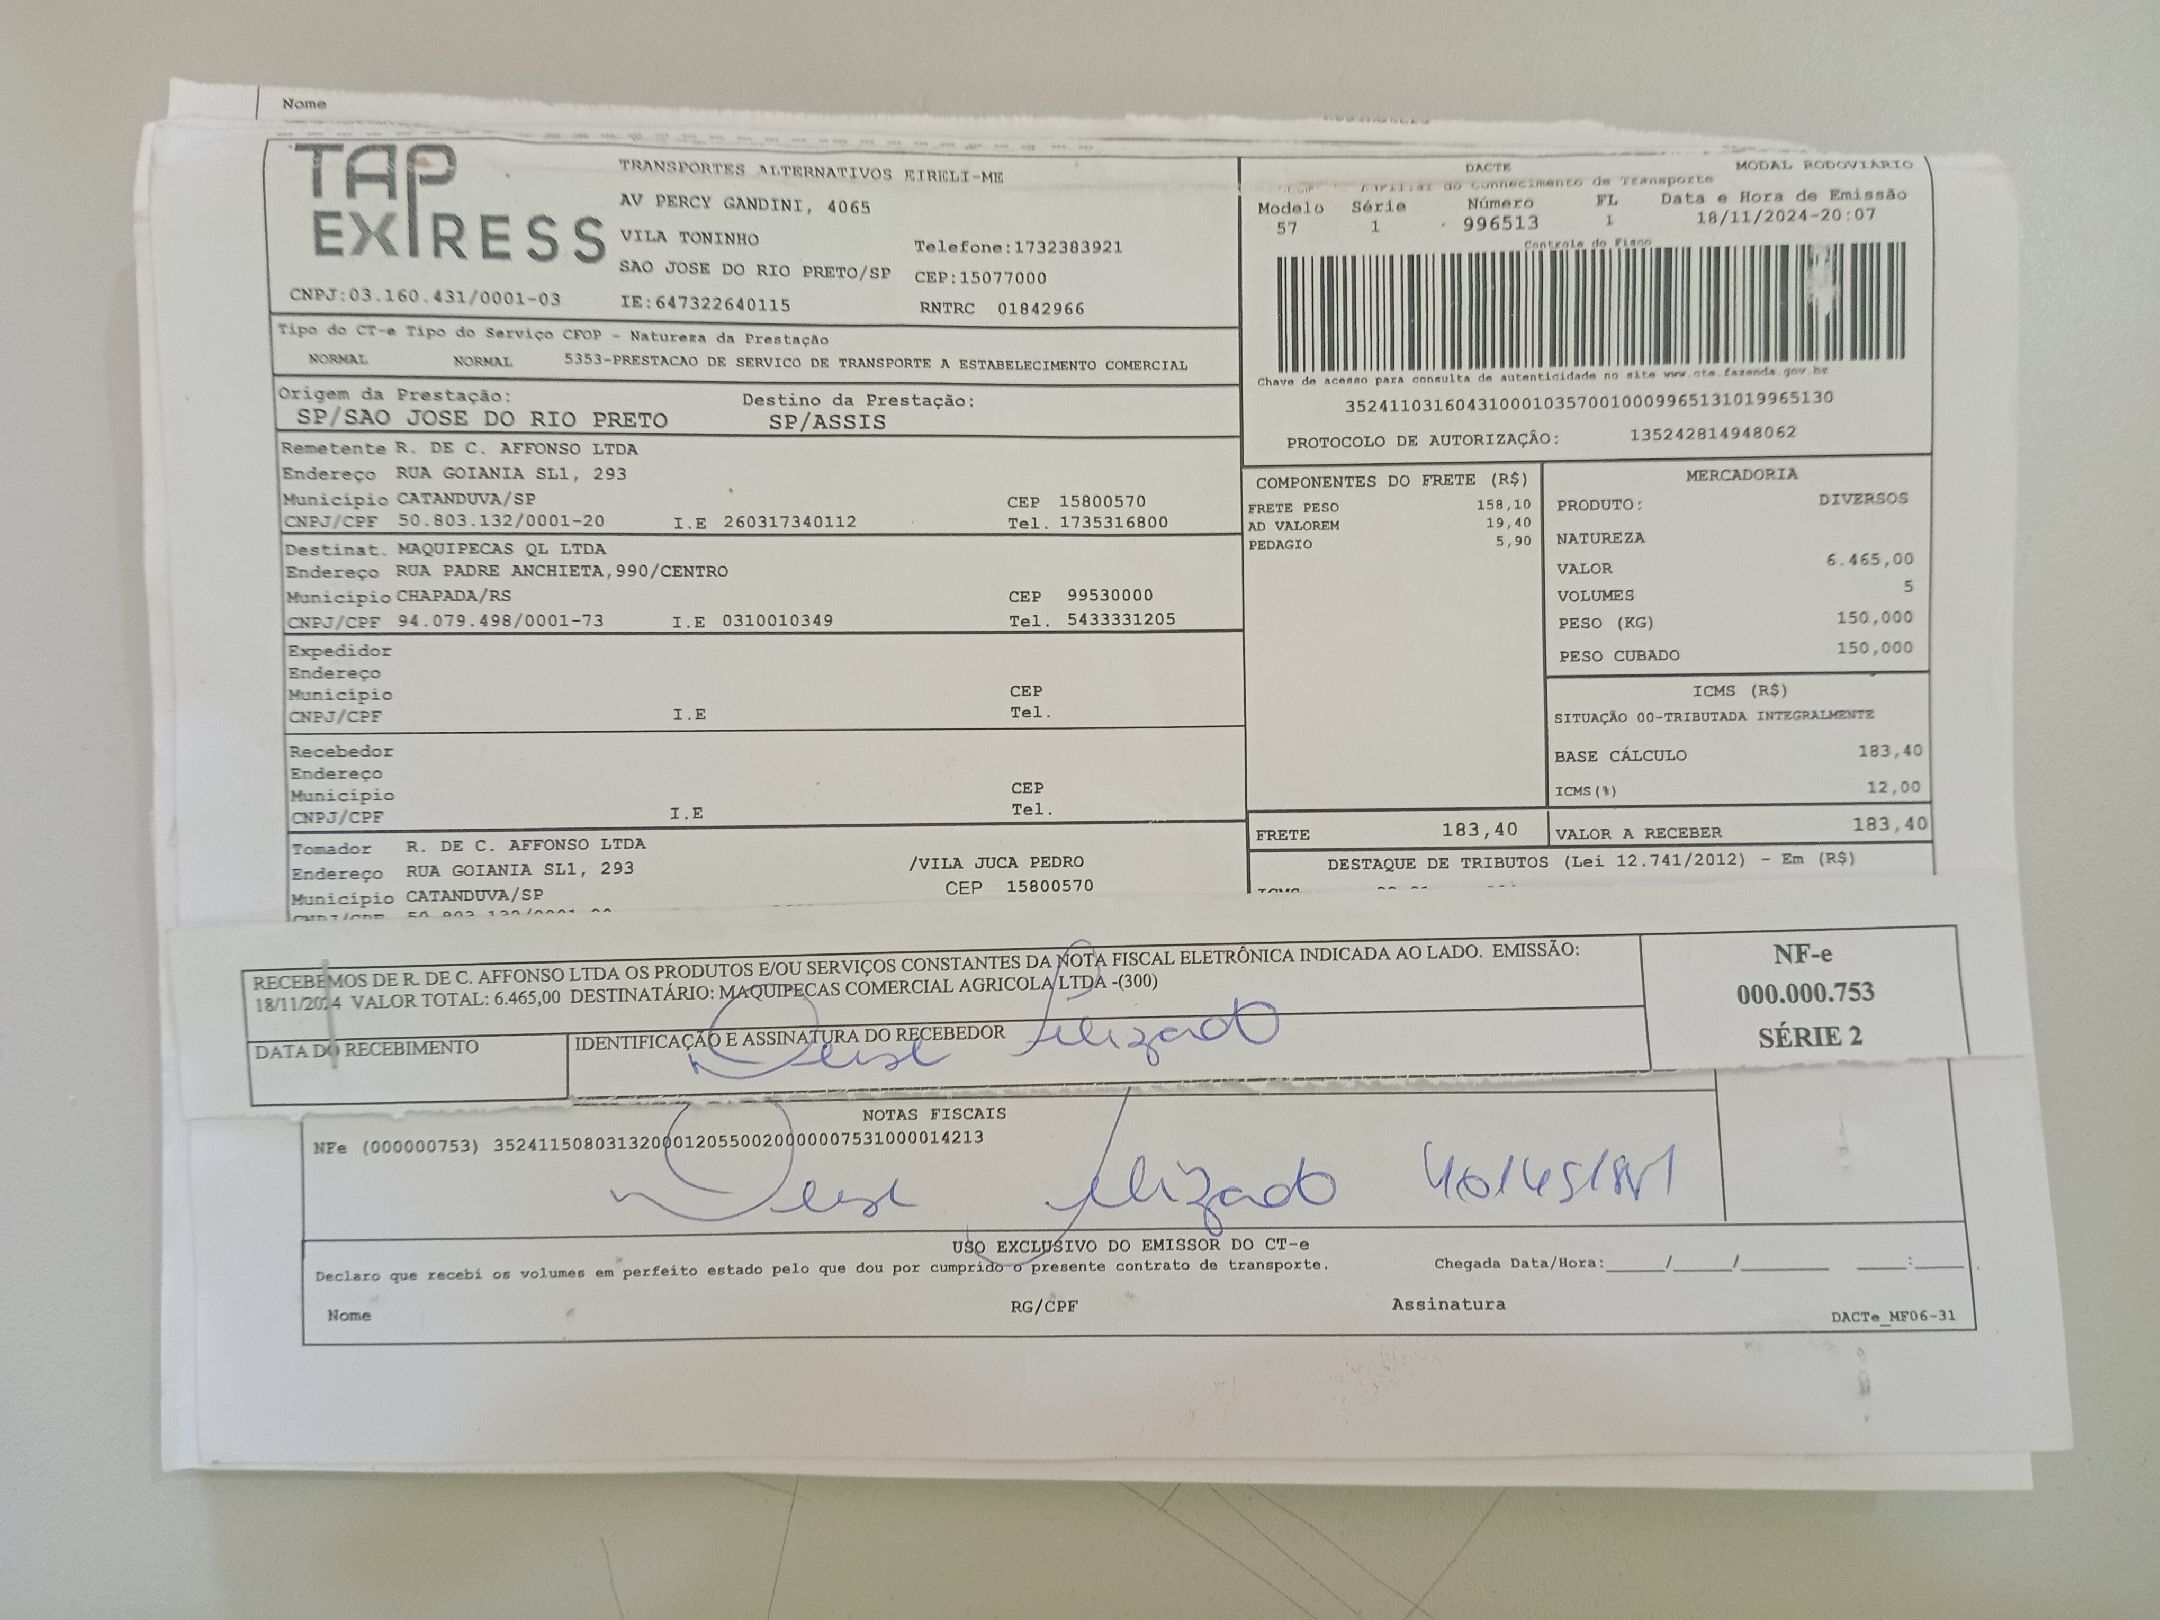 Nome
TAP EXPRESS
TRANSPORTES ALTERNATIVOS EIRELI-ME
AV PERCY GANDINI, 4065
VILA TONINHO Telefone:1732383921
SAO JOSE DO RIO PRETO/SP CEP:15077000
CNPJ:03.160.431/0001-03 IE:647322640115 RNTRC 01842966
DACTE MODAL RODOVIÁRIO
Auxiliar do Conhecimento de Transporte
Modelo Série Número FL Data e Hora de Emissão
57 1 996513 1 18/11/2024-20:07
Controle do Fisco
Chave de acesso para consulta de autenticidade no site www.cte.fazenda.gov.br
35241103160431000103570010009965131019965130
PROTOCOLO DE AUTORIZAÇÃO: 135242814948062
Tipo do CT-e Tipo do Serviço CFOP - Natureza da Prestação
NORMAL NORMAL 5353-PRESTACAO DE SERVICO DE TRANSPORTE A ESTABELECIMENTO COMERCIAL
Origem da Prestação: Destino da Prestação:
SP/SAO JOSE DO RIO PRETO SP/ASSIS
Remetente R. DE C. AFFONSO LTDA
Endereço RUA GOIANIA SL1, 293
Município CATANDUVA/SP CEP 15800570
CNPJ/CPF 50.803.132/0001-20 I.E 260317340112 Tel. 1735316800
Destinat. MAQUIPECAS QL LTDA
Endereço RUA PADRE ANCHIETA,990/CENTRO
Município CHAPADA/RS CEP 99530000
CNPJ/CPF 94.079.498/0001-73 I.E 0310010349 Tel. 5433331205
Expedidor
Endereço
Município CEP
CNPJ/CPF I.E Tel.
Recebedor
Endereço
Município CEP
CNPJ/CPF I.E Tel.
Tomador R. DE C. AFFONSO LTDA
Endereço RUA GOIANIA SL1, 293 /VILA JUCA PEDRO
Município CATANDUVA/SP CEP 15800570
COMPONENTES DO FRETE (R$)
FRETE PESO 158,10
AD VALOREM 19,40
PEDAGIO 5,90
MERCADORIA
PRODUTO: DIVERSOS
NATUREZA
VALOR 6.465,00
VOLUMES 5
PESO (KG) 150,000
PESO CUBADO 150,000
ICMS (R$)
SITUAÇÃO 00-TRIBUTADA INTEGRALMENTE
BASE CÁLCULO 183,40
ICMS(%) 12,00
FRETE 183,40 VALOR A RECEBER 183,40
DESTAQUE DE TRIBUTOS (Lei 12.741/2012) - Em (R$)
RECEBEMOS DE R. DE C. AFFONSO LTDA OS PRODUTOS E/OU SERVIÇOS CONSTANTES DA NOTA FISCAL ELETRÔNICA INDICADA AO LADO. EMISSÃO:
18/11/2024 VALOR TOTAL: 6.465,00 DESTINATÁRIO: MAQUIPECAS COMERCIAL AGRICOLA LTDA -(300)
DATA DO RECEBIMENTO IDENTIFICAÇÃO E ASSINATURA DO RECEBEDOR
NF-e
000.000.753
SÉRIE 2
NOTAS FISCAIS
NFe (000000753) 35241150803132000120550020000007531000014213
USO EXCLUSIVO DO EMISSOR DO CT-e
Declaro que recebi os volumes em perfeito estado pelo que dou por cumprido o presente contrato de transporte. Chegada Data/Hora:____/____/______ ____:____
Nome RG/CPF Assinatura
DACTe_MF06-31